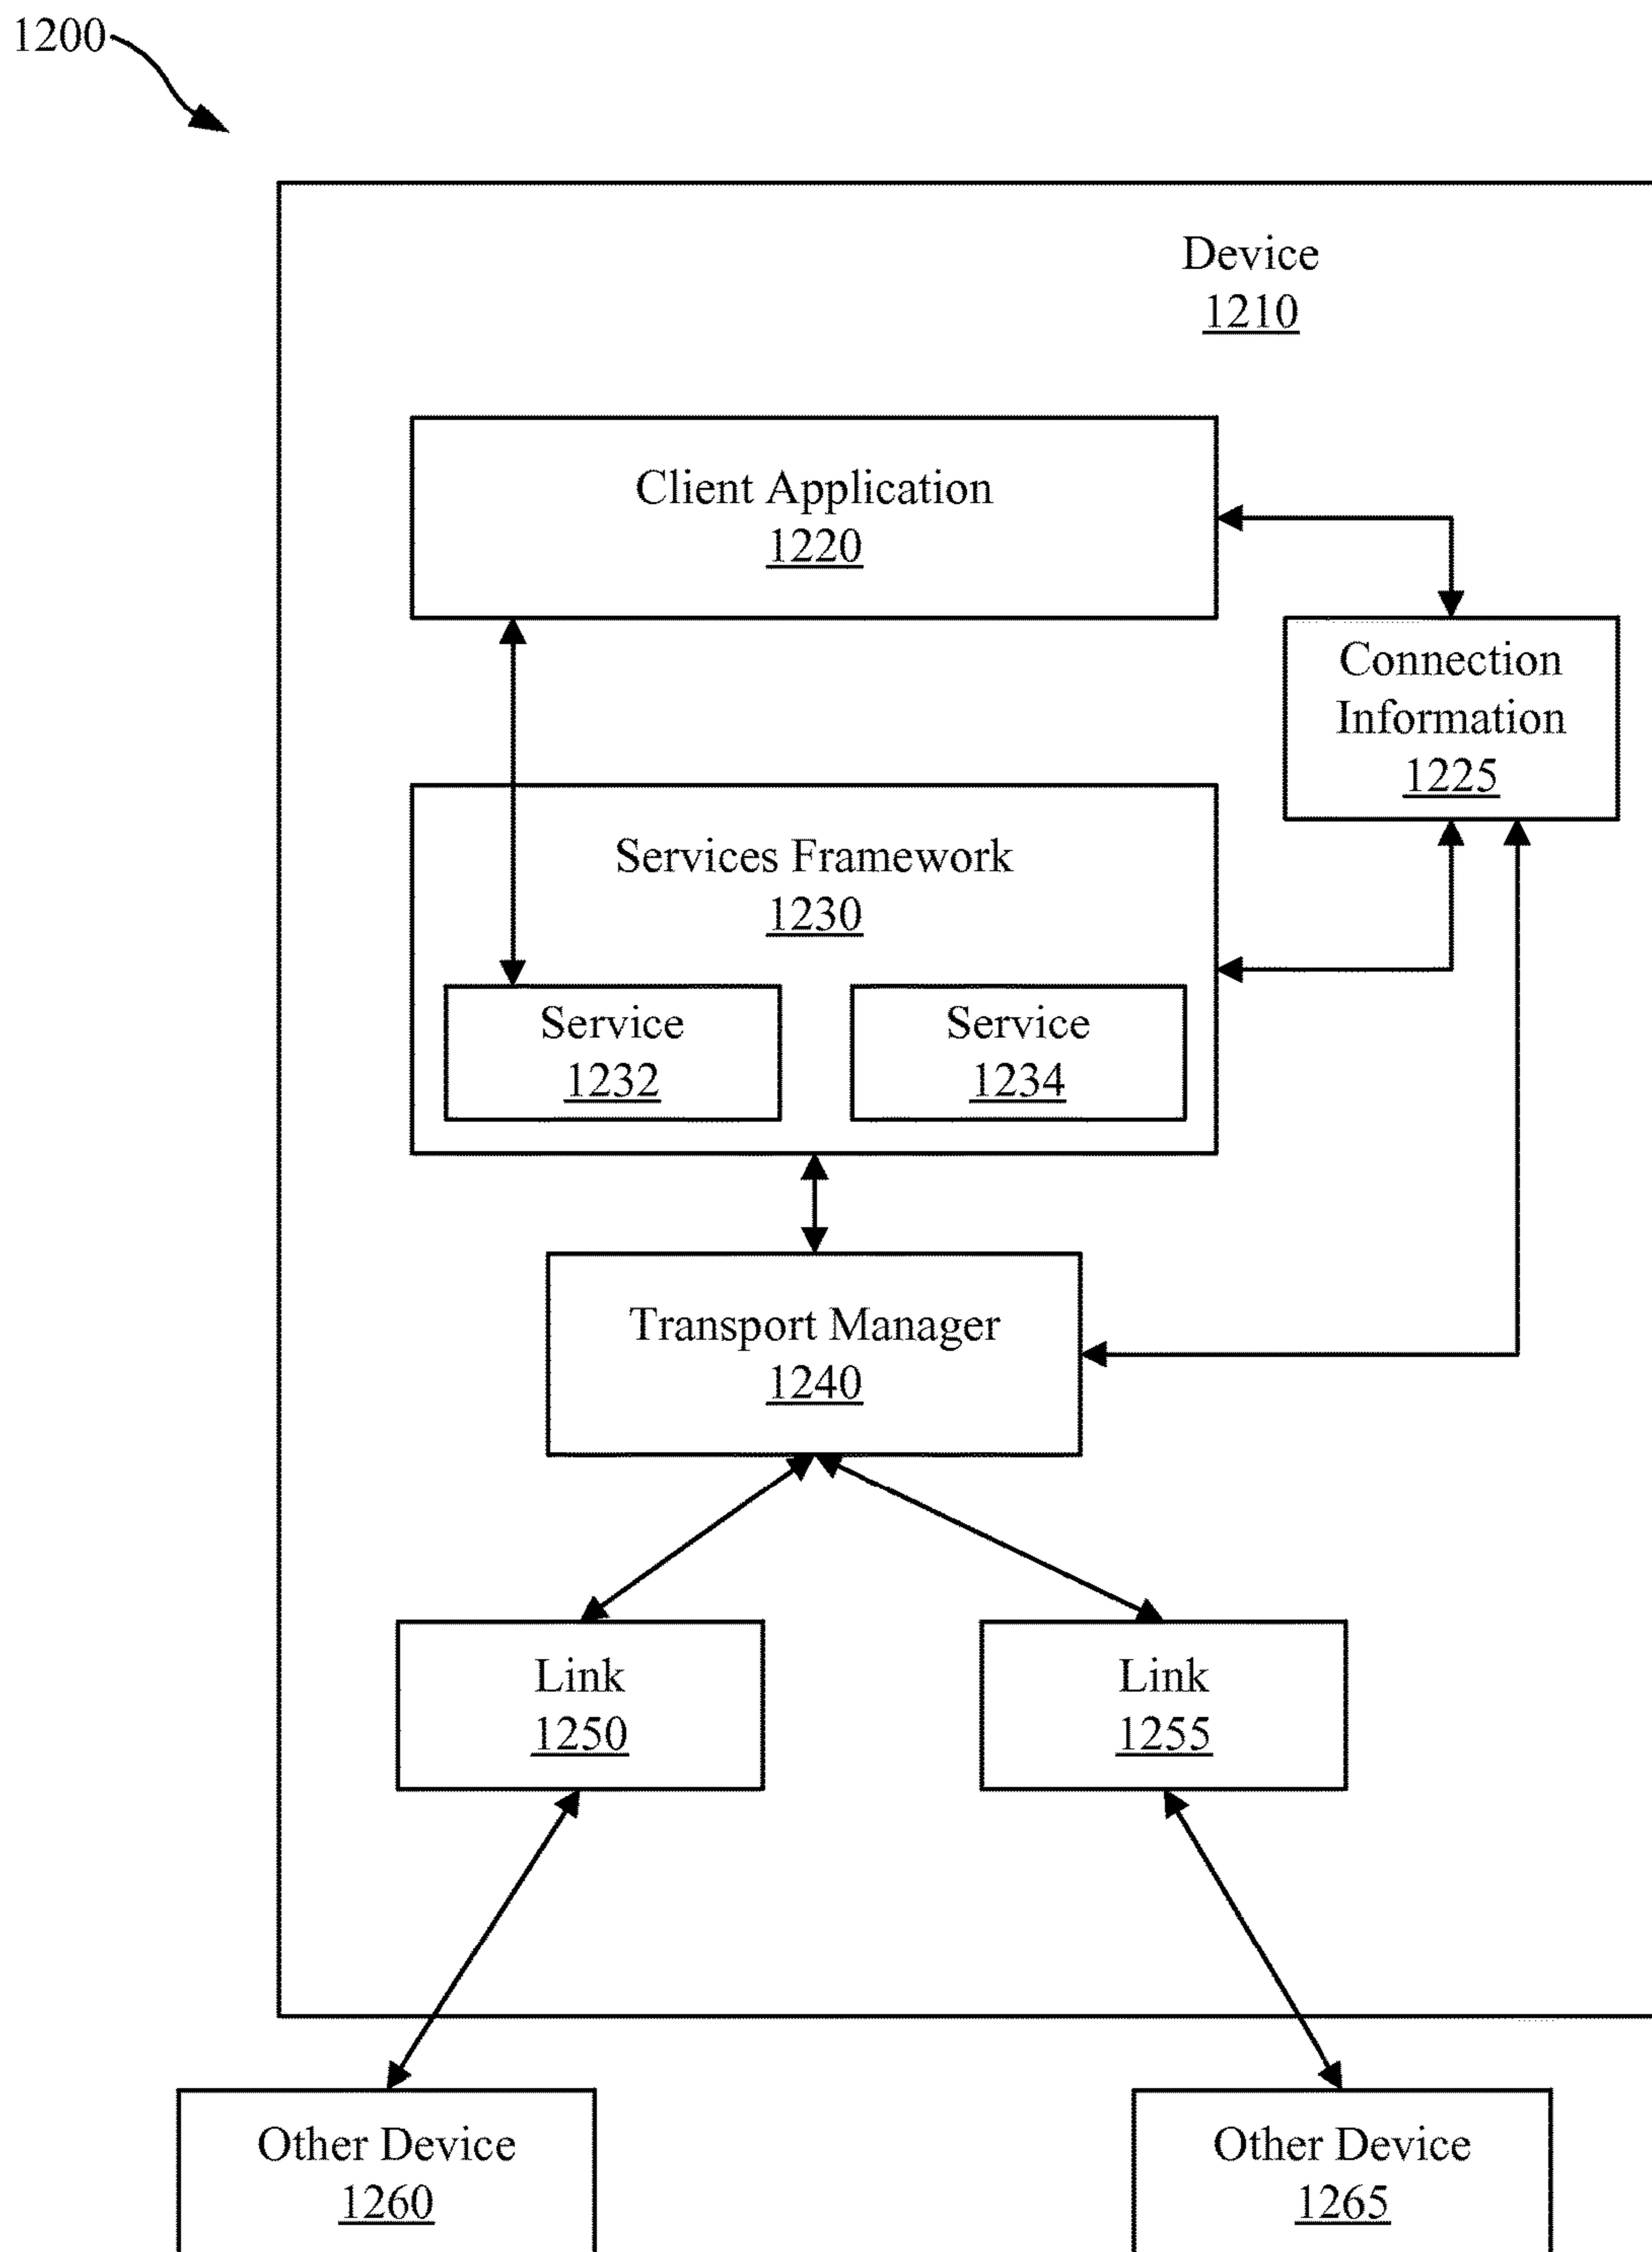 1200
Device
1210
Client Application
1220
Connection
Information
1225
Services Framework
1230
Service
1232
Service
1234
Transport Manager
1240
Link
1250
Link
1255
Other Device
1260
Other Device
1265